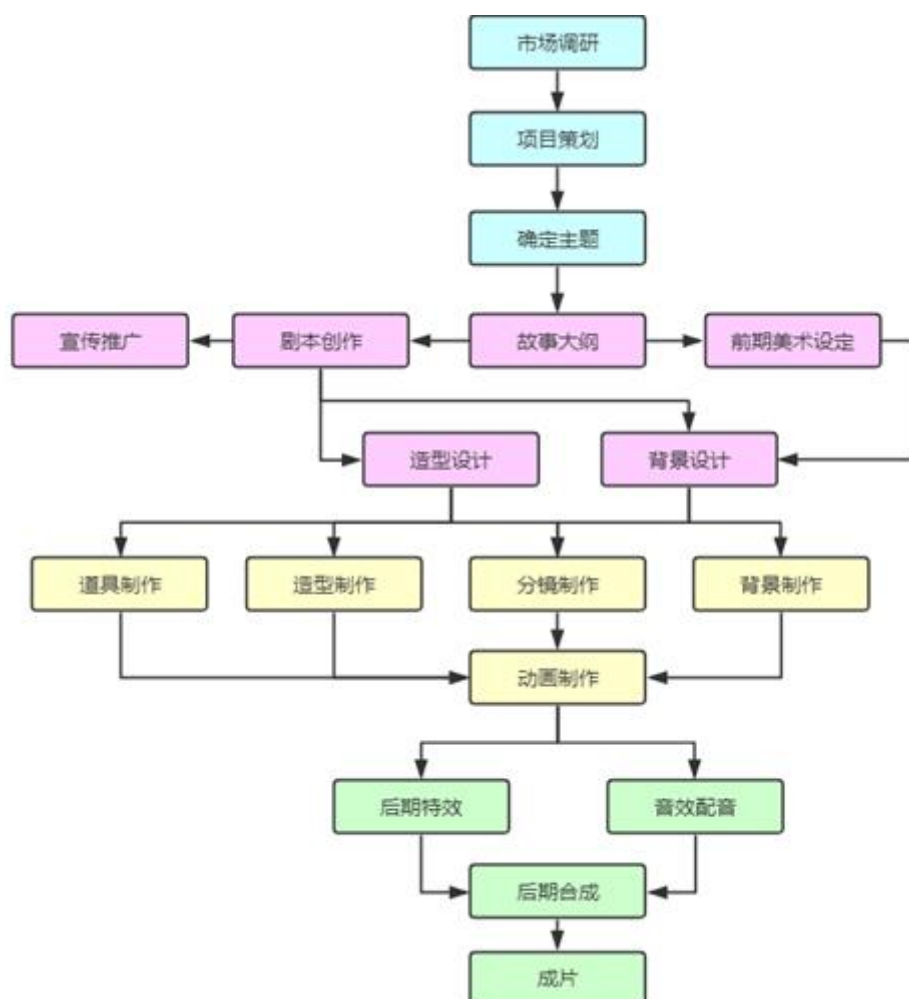 市场调研
项目策划
确定主题
宣传推广
剧本创作
故事大纲
前期美术设定
造型设计
背景设计
道具制作
造型制作
分镜制作
背景制作
动画制作
后期特效
音效配音
后期合成
成片